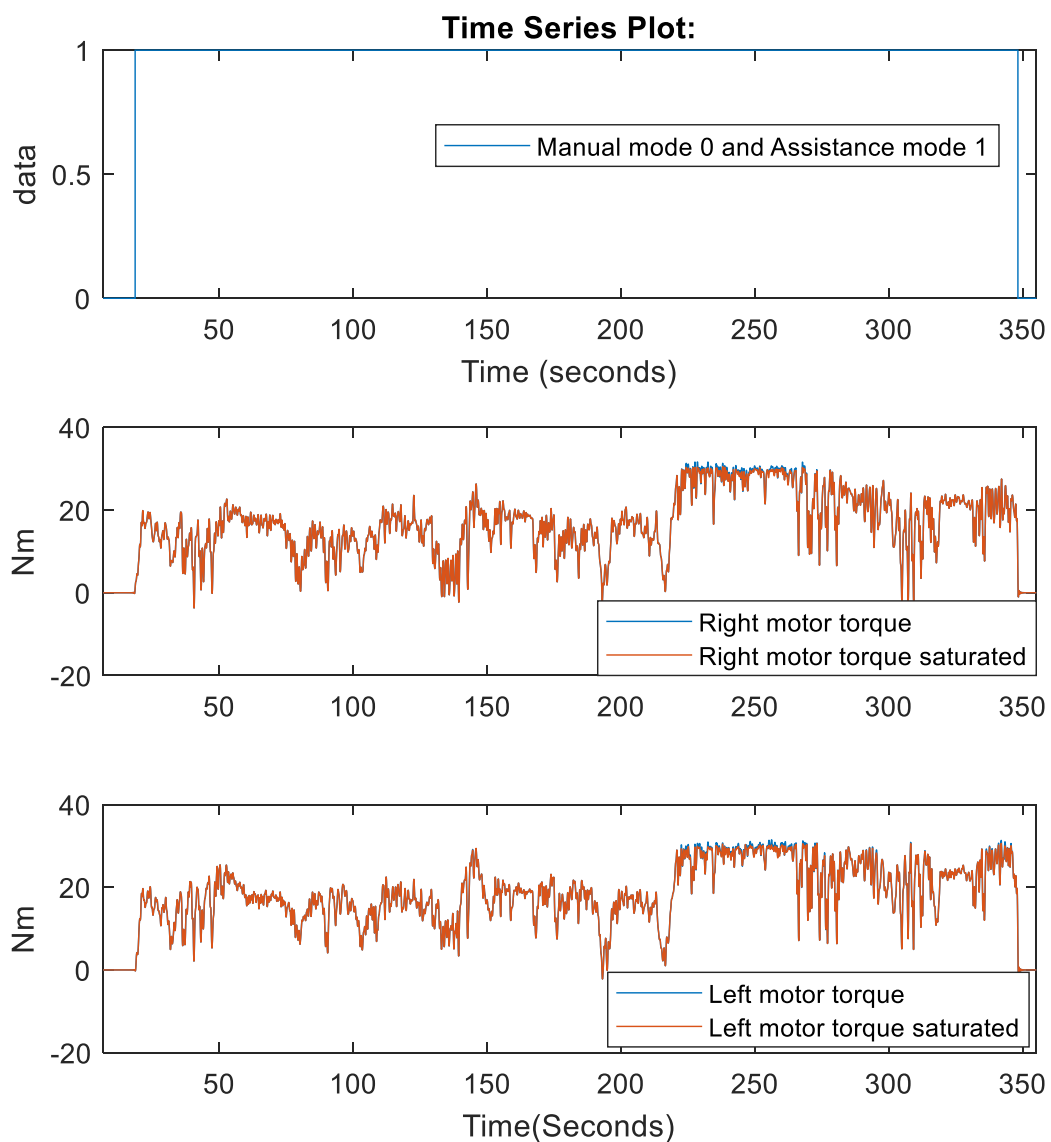 Time Series Plot:
1
0.5
0
data
Manual mode 0 and Assistance mode 1
50 100 150 200 250 300 350
Time (seconds)
40
20
0
-20
Nm
Right motor torque
Right motor torque saturated
50 100 150 200 250 300 350
40
20
0
-20
Nm
Left motor torque
Left motor torque saturated
50 100 150 200 250 300 350
Time(Seconds)